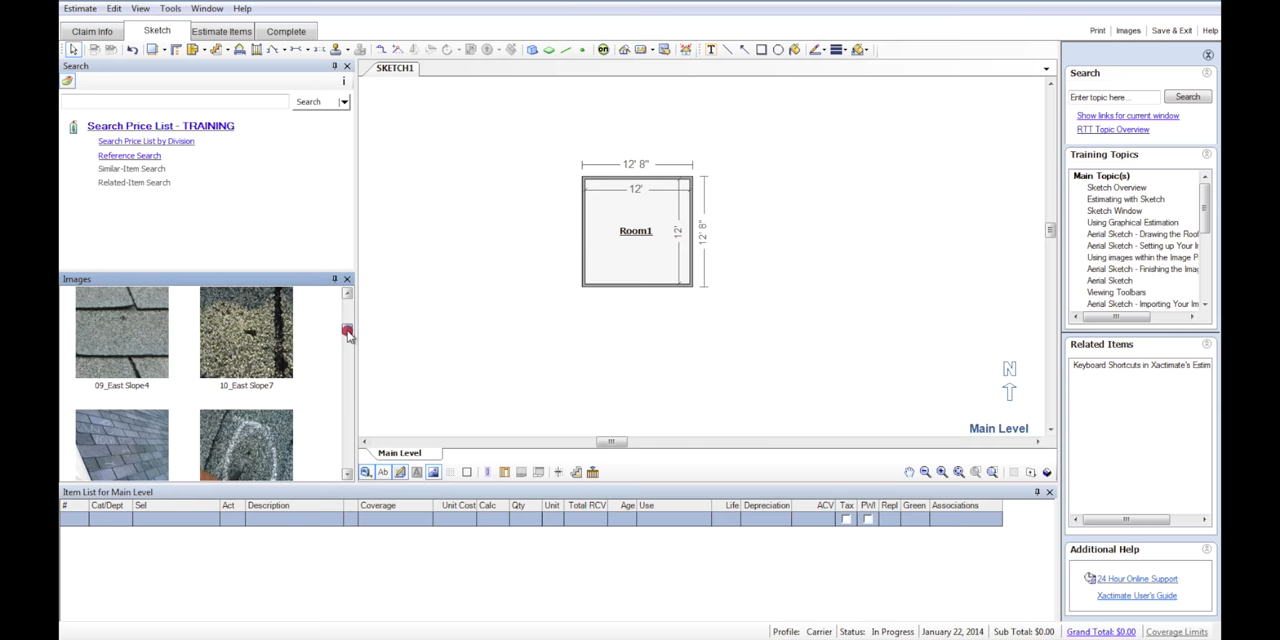 Estimate Edit View Tools Window Help
Claim Info Sketch Estimate Items Complete
Print Images Save & Exit Help
Search
Search
Search Price List - TRAINING
Search Price List by Division
Reference Search
Similar-Item Search
Related-Item Search
Images
09_East Slope4 10_East Slope7
SKETCH1
12' 8"
12'
12'
12' 8"
Room1
N
Main Level
Main Level
Item List for Main Level
# Cat/Dept Sel Act Description Coverage Unit Cost Calc Qty Unit Total RCV Age Use Life Depreciation ACV Tax PWI Repl Green Associations
Search
Enter topic here... Search
Show links for current window
RTT Topic Overview
Training Topics
Main Topic(s)
Sketch Overview
Estimating with Sketch
Sketch Window
Using Graphical Estimation
Aerial Sketch - Drawing the Roo
Aerial Sketch - Setting up Your I
Using images within the Image P
Aerial Sketch - Finishing the Imag
Aerial Sketch
Viewing Toolbars
Aerial Sketch - Importing Your Im
Related Items
Keyboard Shortcuts in Xactimate's Estim
Additional Help
24 Hour Online Support
Xactimate User's Guide
Profile: Carrier Status: In Progress January 22, 2014 Sub Total: $0.00 Grand Total: $0.00 Coverage Limits